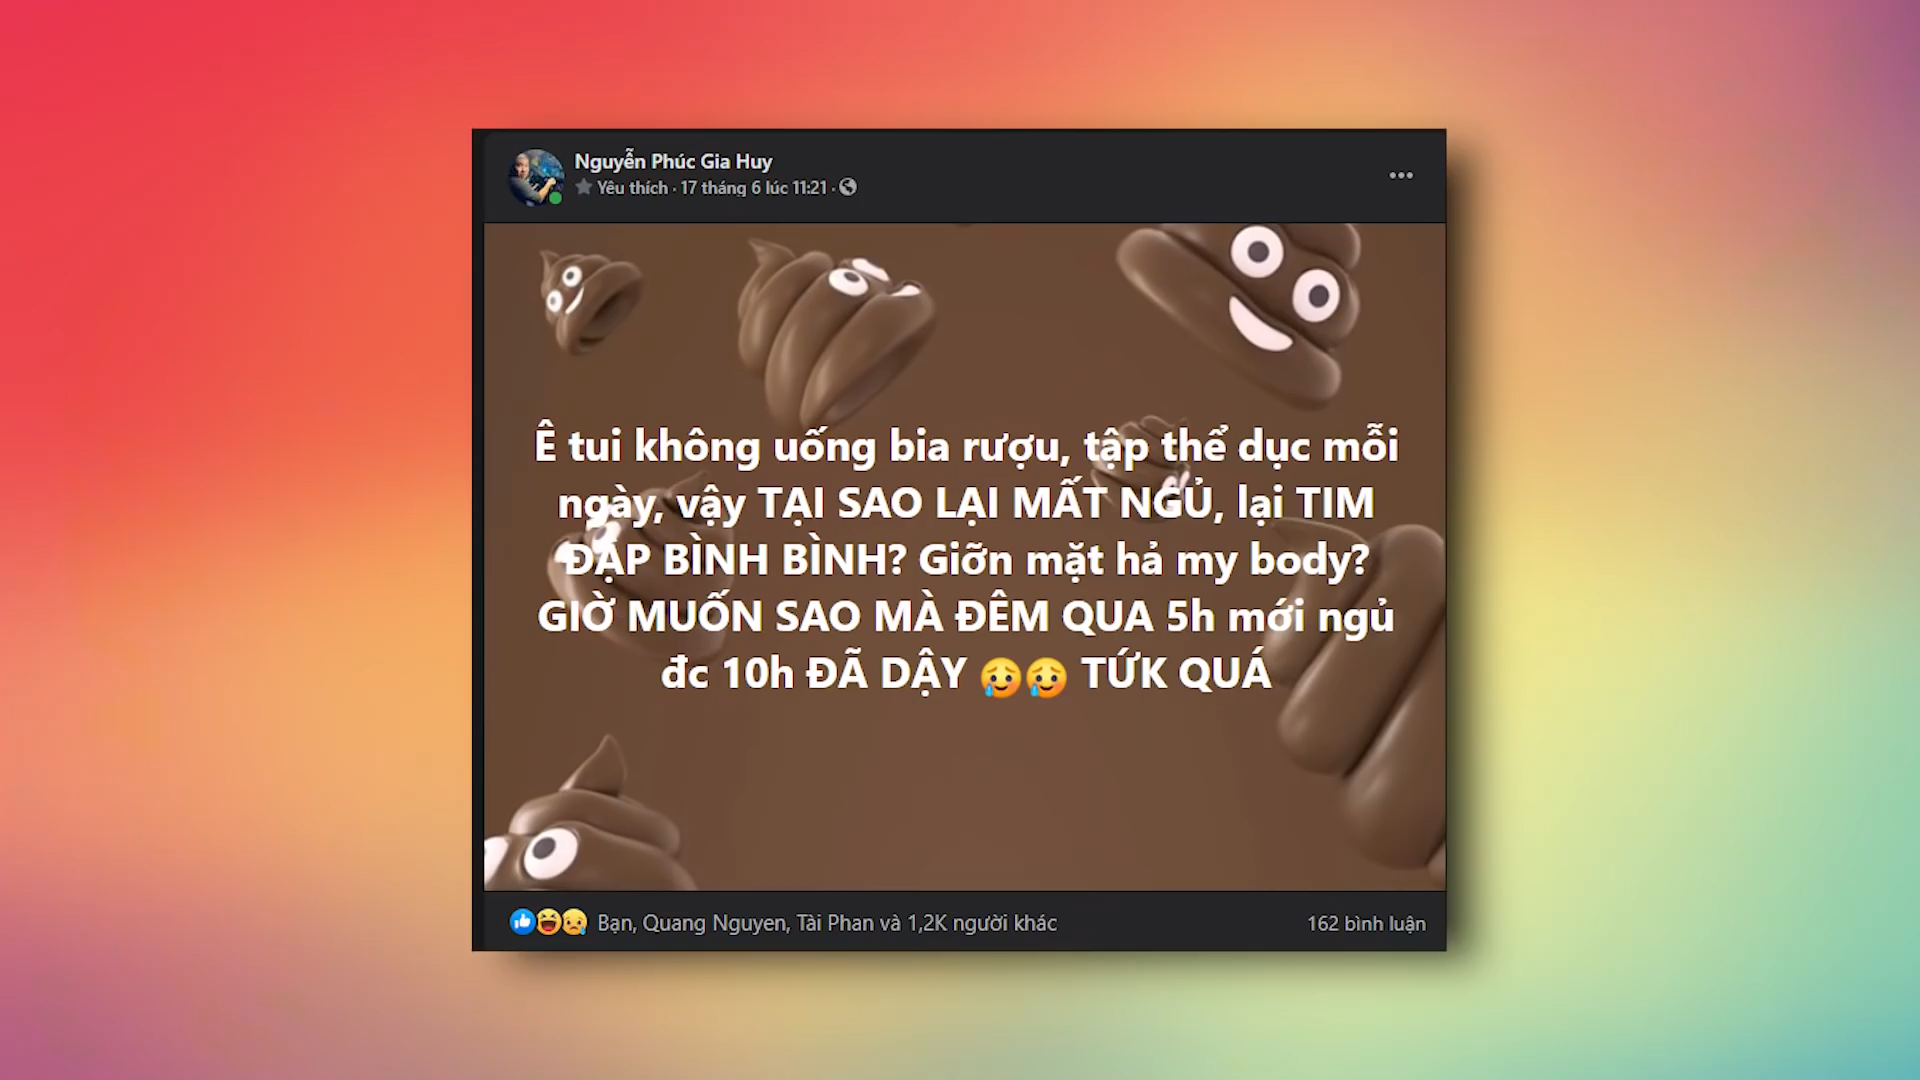 Nguyễn Phúc Gia Huy
Yêu thích · 17 tháng 6 lúc 11:21 ·
Ê tui không uống bia rượu, tập thể dục mỗi
ngày, vậy TẠI SAO LẠI MẤT NGỦ, lại TIM
ĐẬP BÌNH BÌNH? Giỡn mặt hả my body?
GIỜ MUỐN SAO MÀ ĐÊM QUA 5h mới ngủ
đc 10h ĐÃ DẬY 🥲🥲 TỨK QUÁ
Bạn, Quang Nguyen, Tài Phan và 1,2K người khác
162 bình luận